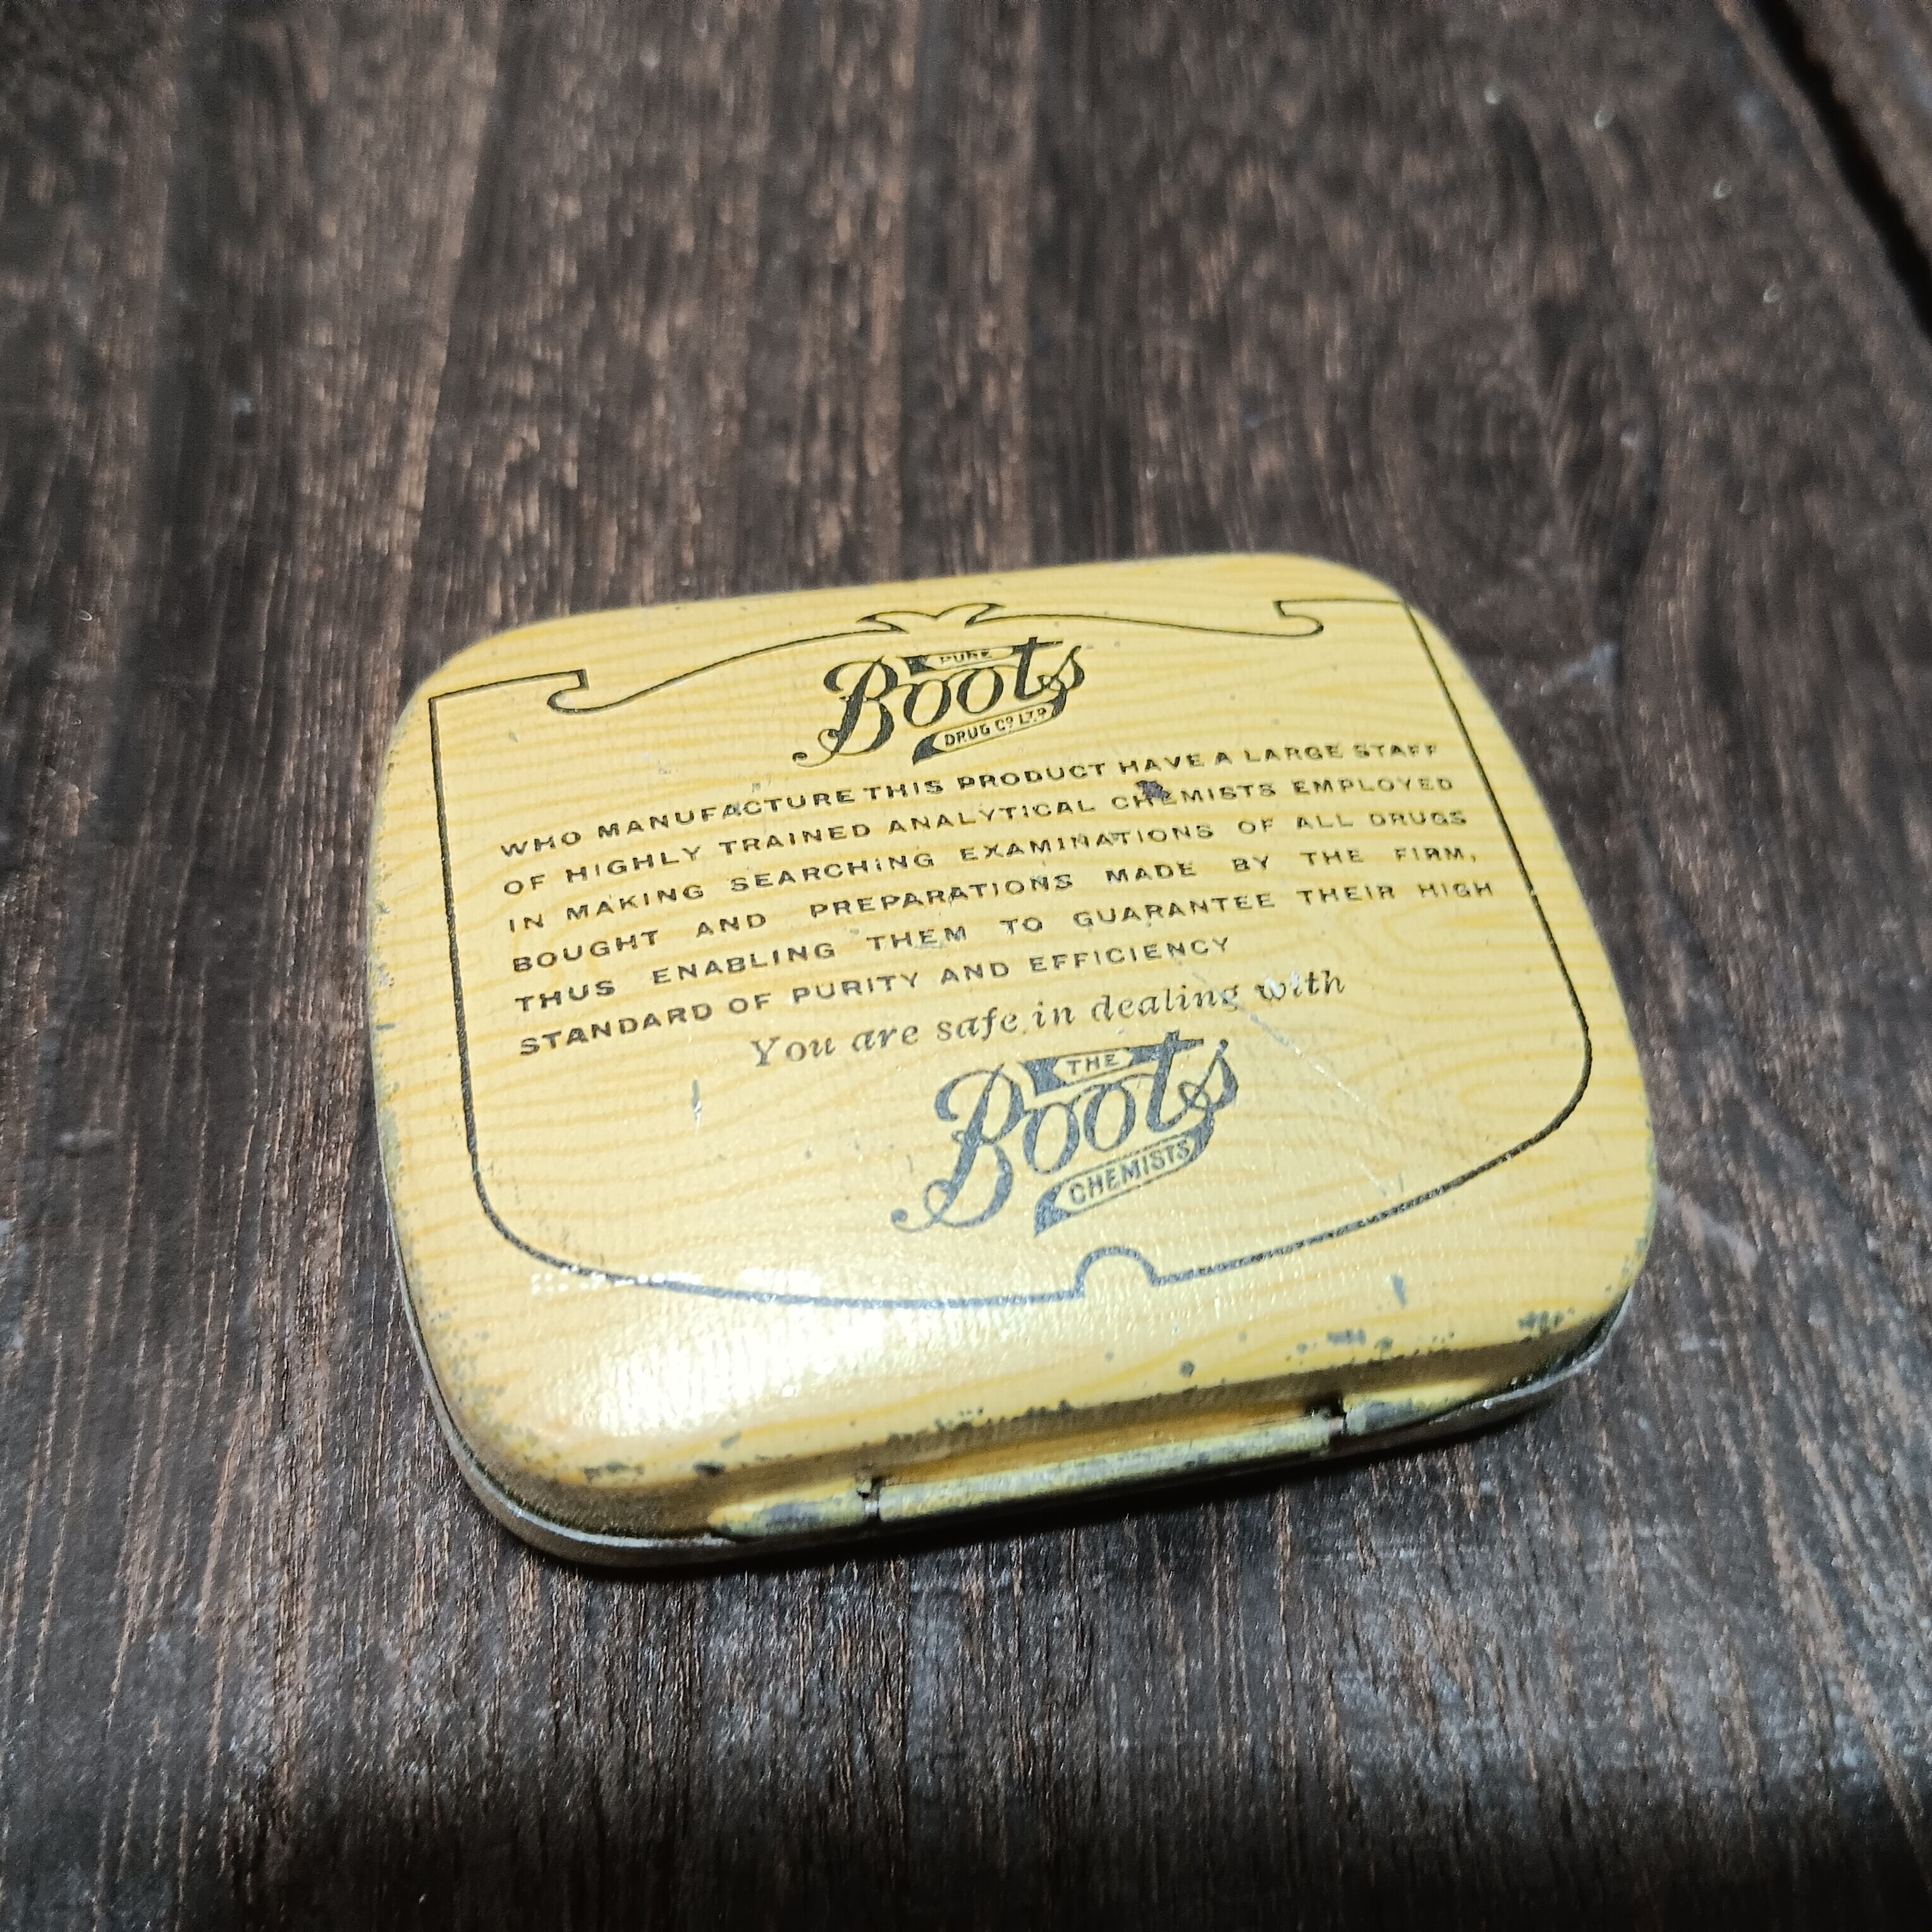 PURE
Boots
DRUG CO LTD
WHO MANUFACTURE THIS PRODUCT HAVE A LARGE STAFF
OF HIGHLY TRAINED ANALYTICAL CHEMISTS EMPLOYED
IN MAKING SEARCHING EXAMINATIONS OF ALL DRUGS
BOUGHT AND PREPARATIONS MADE BY THE FIRM,
THUS ENABLING THEM TO GUARANTEE THEIR HIGH
STANDARD OF PURITY AND EFFICIENCY
You are safe in dealing with
THE
Boots
CHEMISTS